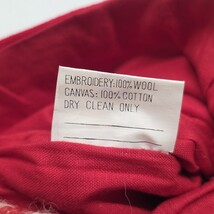 EMBROIDERY:100% WOOL
CANVAS: 100% COTTON
DRY CLEAN ONLY